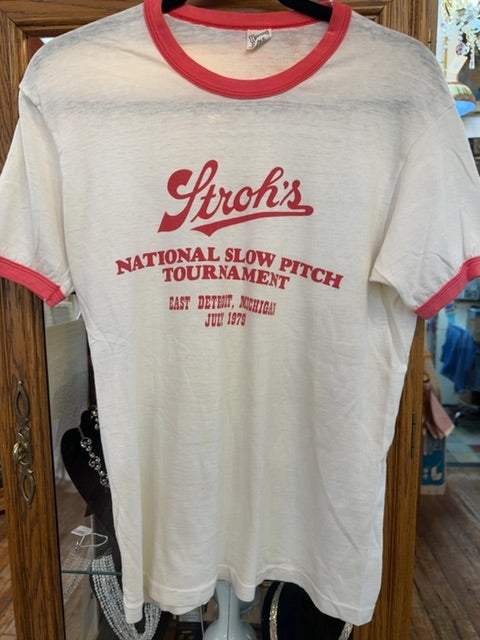 Stroh's
NATIONAL SLOW PITCH
TOURNAMENT
EAST DETROIT, MICHIGAN
JULY 1979